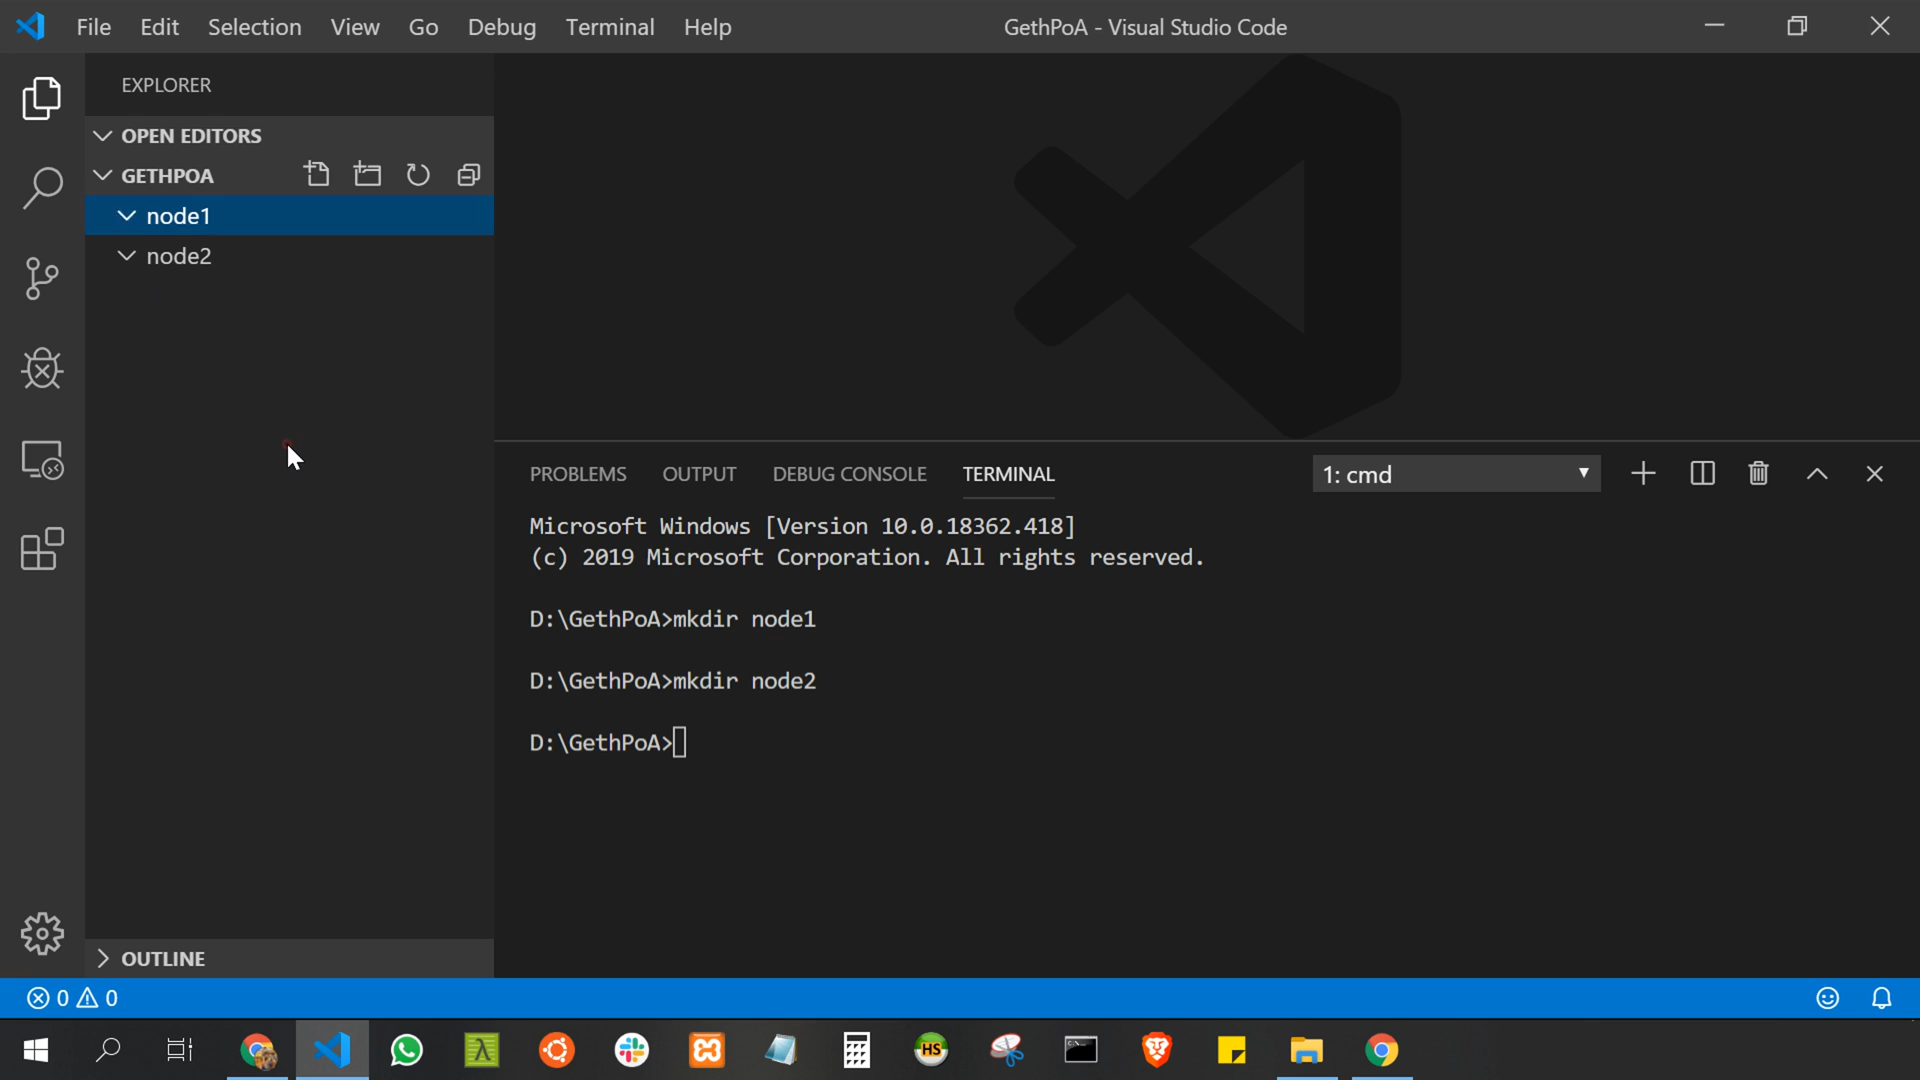 File Edit Selection View Go Debug Terminal Help GethPoA - Visual Studio Code
EXPLORER
OPEN EDITORS
GETHPOA
node1
node2
OUTLINE
PROBLEMS OUTPUT DEBUG CONSOLE TERMINAL 1: cmd
Microsoft Windows [Version 10.0.18362.418]
(c) 2019 Microsoft Corporation. All rights reserved.
D:\GethPoA>mkdir node1
D:\GethPoA>mkdir node2
D:\GethPoA>
0 0
λ HS